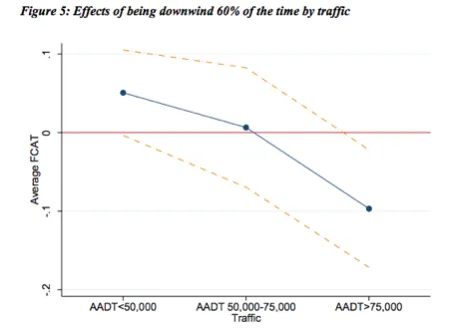 Figure 5: Effects of being downwind 60% of the time by traffic
.1
0
-.1
-.2
Average FCAT
AADT<50,000 AADT 50,000-75,000 AADT>75,000
Traffic